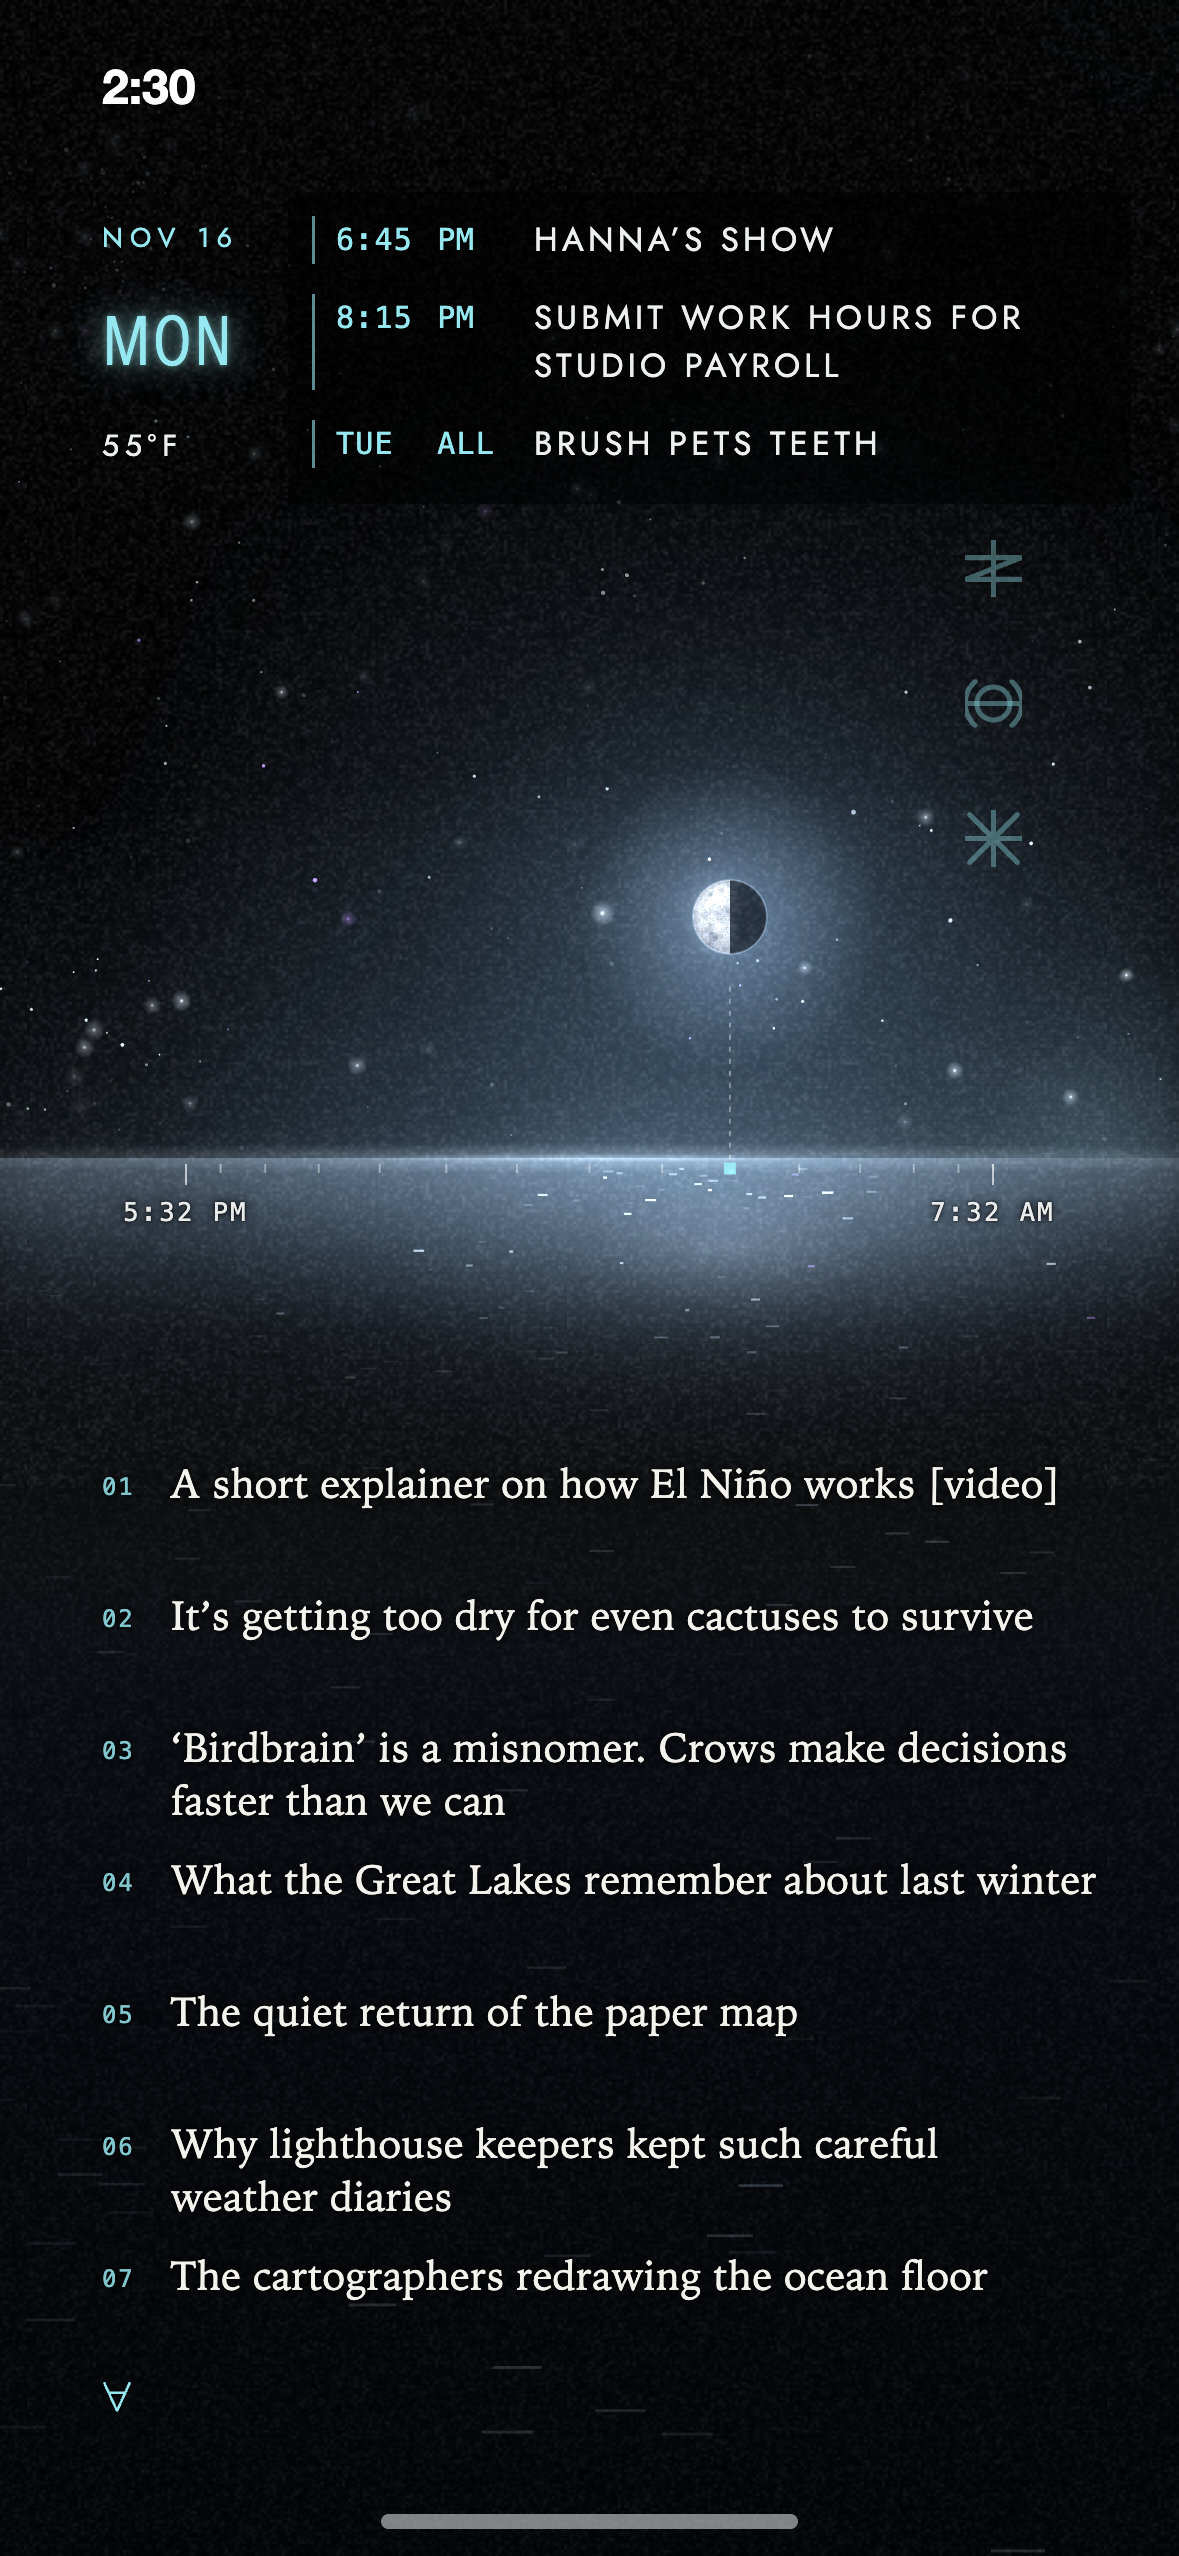 2:30
NOV 16
MON
55°F
6:45 PM HANNA’S SHOW
8:15 PM SUBMIT WORK HOURS FOR
STUDIO PAYROLL
TUE ALL BRUSH PETS TEETH
5:32 PM 7:32 AM
01 A short explainer on how El Niño works [video]
02 It’s getting too dry for even cactuses to survive
03 ‘Birdbrain’ is a misnomer. Crows make decisions
faster than we can
04 What the Great Lakes remember about last winter
05 The quiet return of the paper map
06 Why lighthouse keepers kept such careful
weather diaries
07 The cartographers redrawing the ocean floor